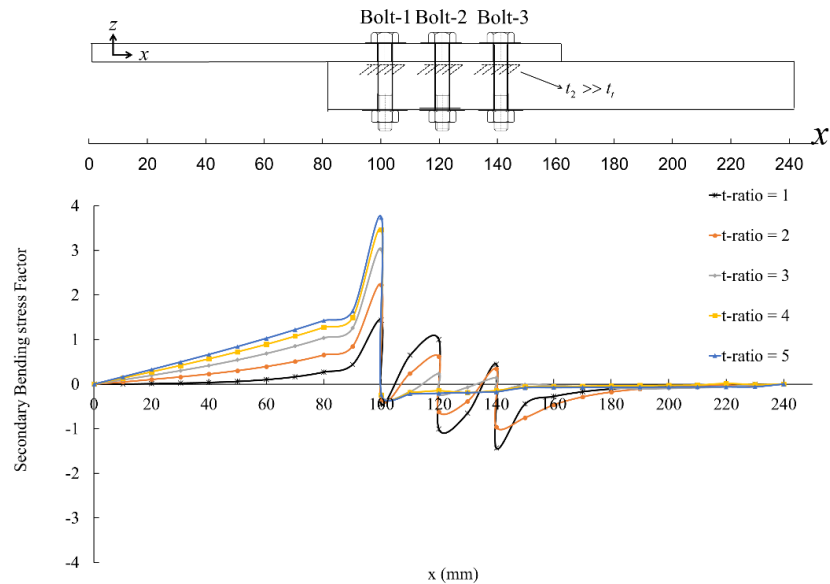 Bolt-1 Bolt-2 Bolt-3
z
x
t₂ >> tₜ
x
0 20 40 60 80 100 120 140 160 180 200 220 240
4
3
2
1
0
-1
-2
-3
-4
0 20 40 60 80 100 120 140 160 180 200 220 240
Secondary Bending stress Factor
x (mm)
t-ratio = 1
t-ratio = 2
t-ratio = 3
t-ratio = 4
t-ratio = 5